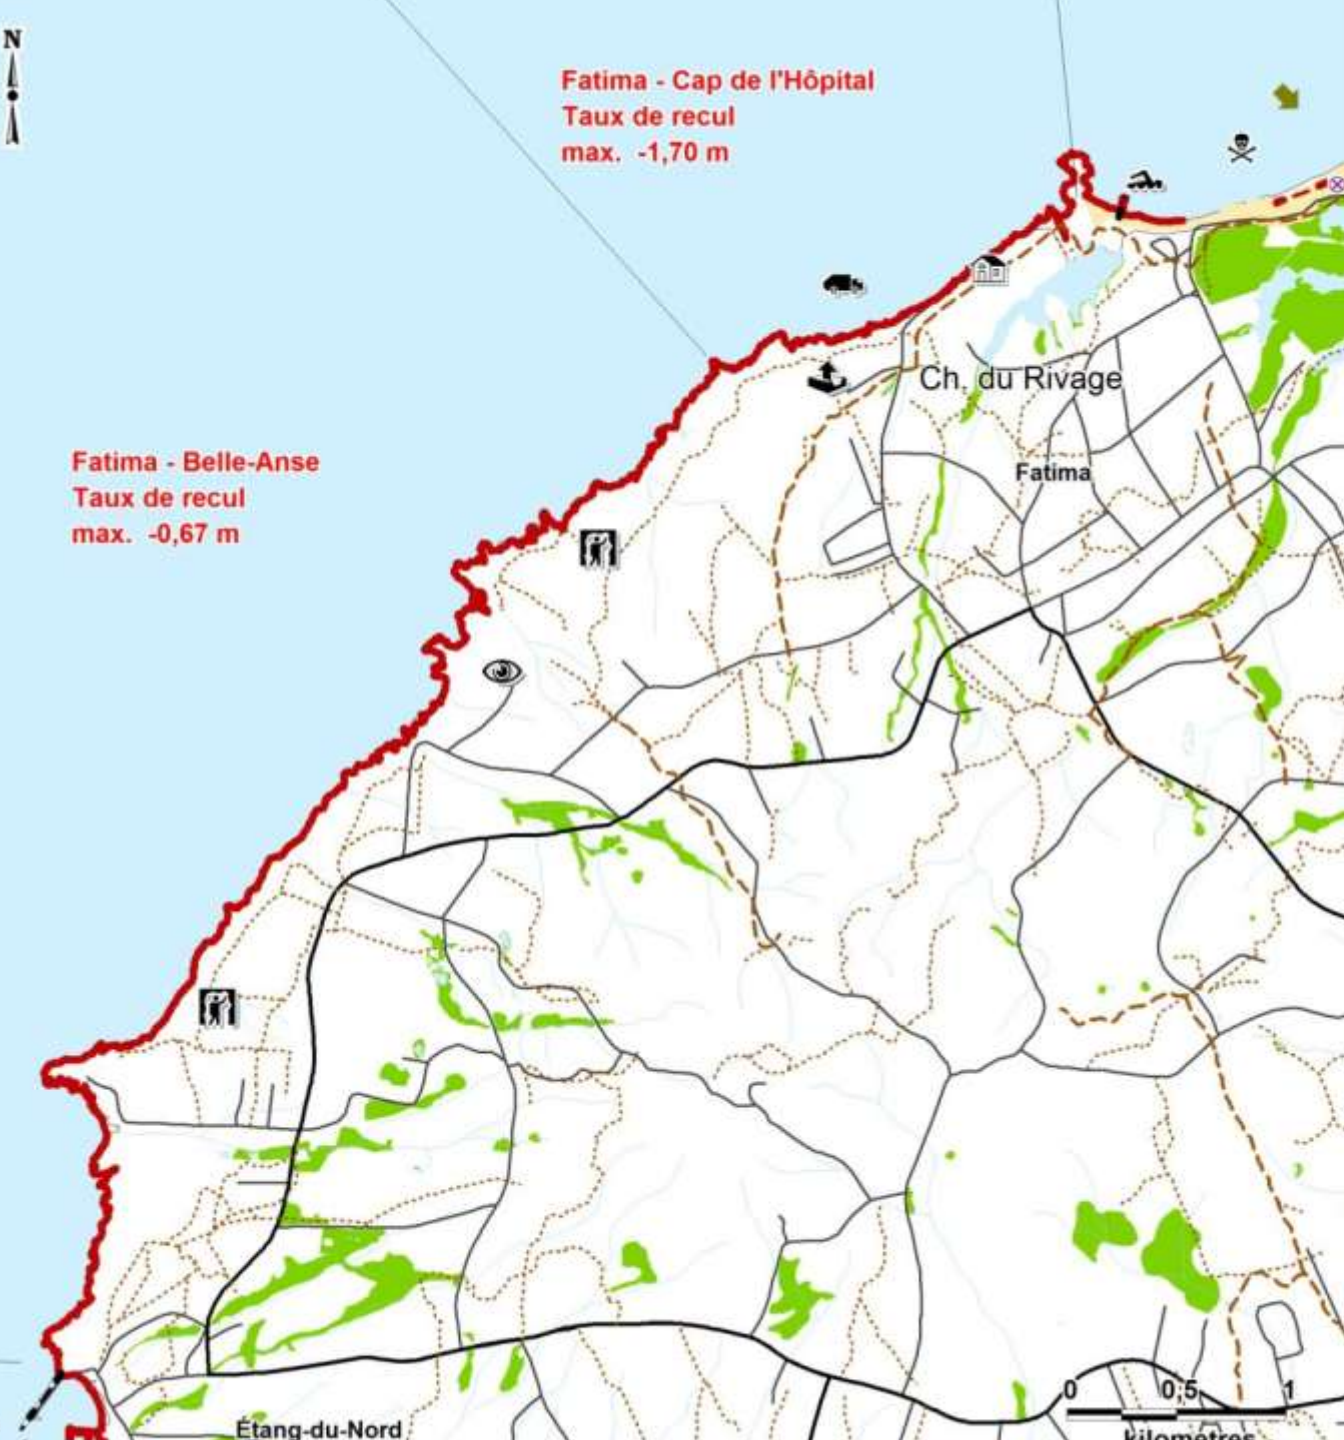 N
Fatima - Cap de l'Hôpital
Taux de recul
max. -1,70 m
Ch. du Rivage
Fatima - Belle-Anse
Taux de recul
max. -0,67 m
Fatima
0 0,5 1
kilomètres
Étang-du-Nord